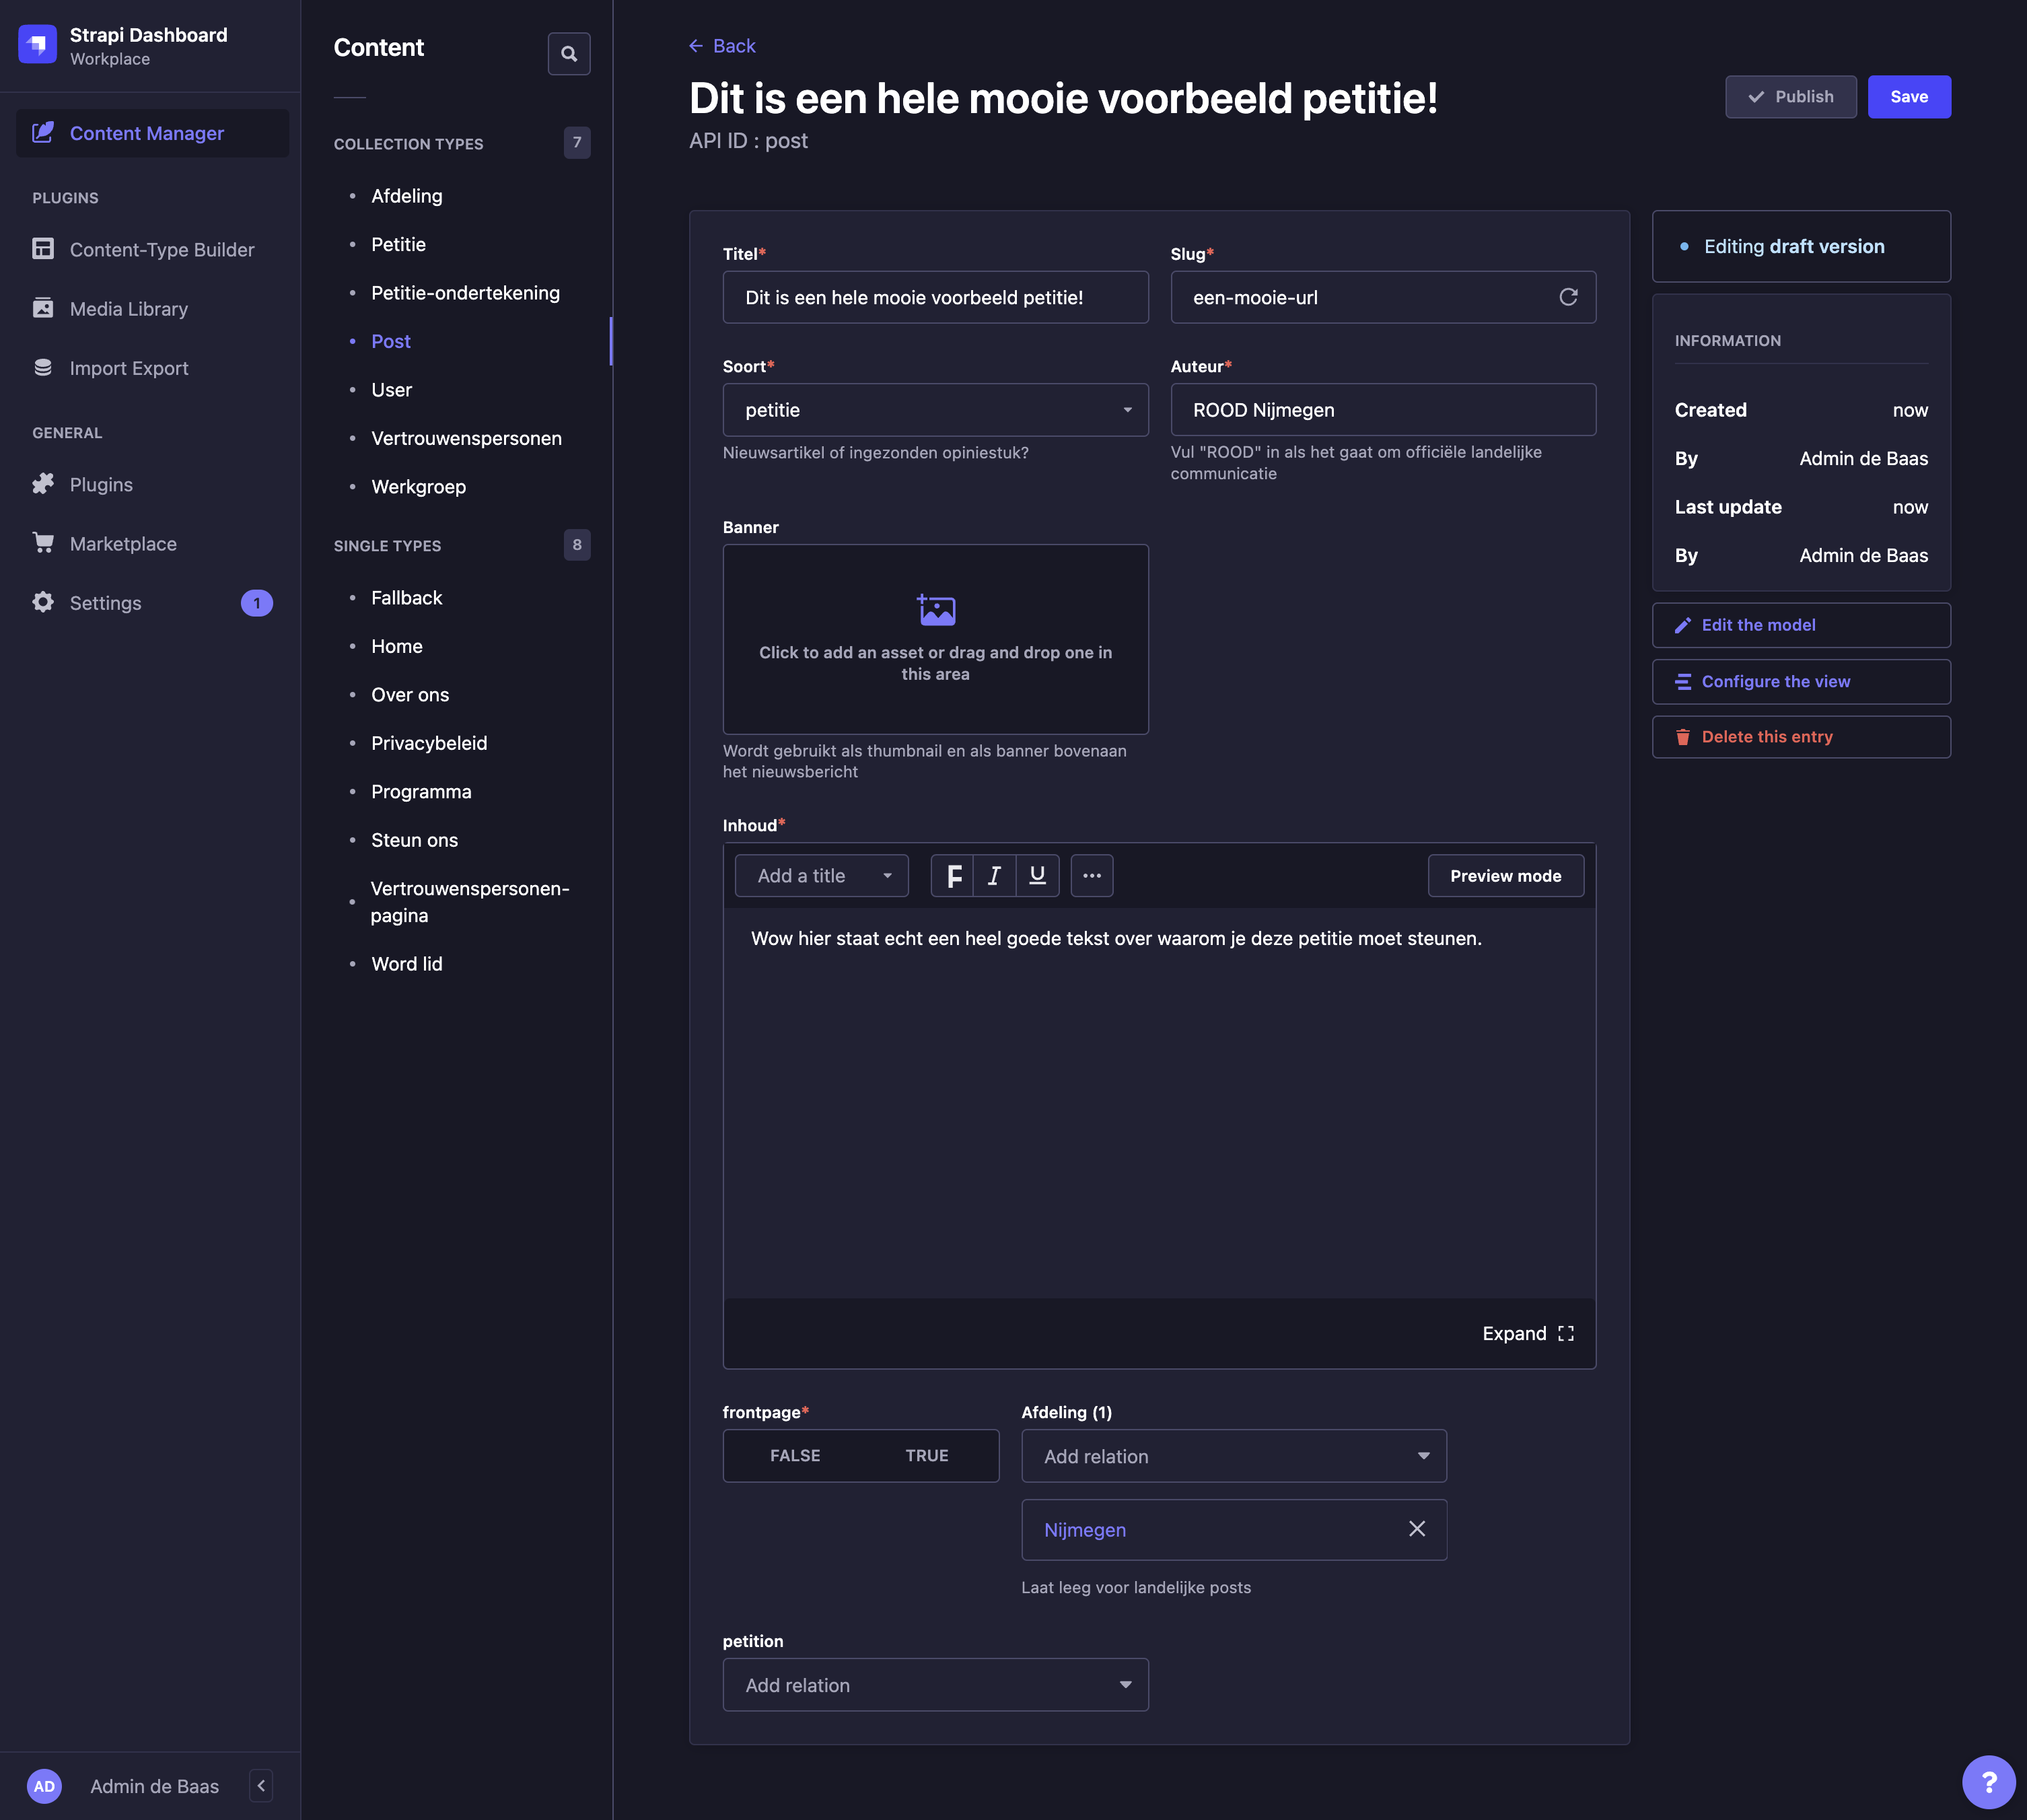 Strapi Dashboard
Workplace
Content Manager
PLUGINS
Content-Type Builder
Media Library
Import Export
GENERAL
Plugins
Marketplace
Settings
1
AD
Admin de Baas
Content
COLLECTION TYPES
7
Afdeling
Petitie
Petitie-ondertekening
Post
User
Vertrouwenspersonen
Werkgroep
SINGLE TYPES
8
Fallback
Home
Over ons
Privacybeleid
Programma
Steun ons
Vertrouwenspersonen-
pagina
Word lid
← Back
Dit is een hele mooie voorbeeld petitie!
API ID : post
Publish
Save
Titel*
Dit is een hele mooie voorbeeld petitie!
Slug*
een-mooie-url
Soort*
petitie
Nieuwsartikel of ingezonden opiniestuk?
Auteur*
ROOD Nijmegen
Vul "ROOD" in als het gaat om officiële landelijke
communicatie
Banner
Click to add an asset or drag and drop one in
this area
Wordt gebruikt als thumbnail en als banner bovenaan
het nieuwsbericht
Inhoud*
Add a title
F I U ...
Preview mode
Wow hier staat echt een heel goede tekst over waarom je deze petitie moet steunen.
Expand
frontpage*
FALSE TRUE
Afdeling (1)
Add relation
Nijmegen
Laat leeg voor landelijke posts
petition
Add relation
Editing draft version
INFORMATION
Created now
By Admin de Baas
Last update now
By Admin de Baas
Edit the model
Configure the view
Delete this entry
?